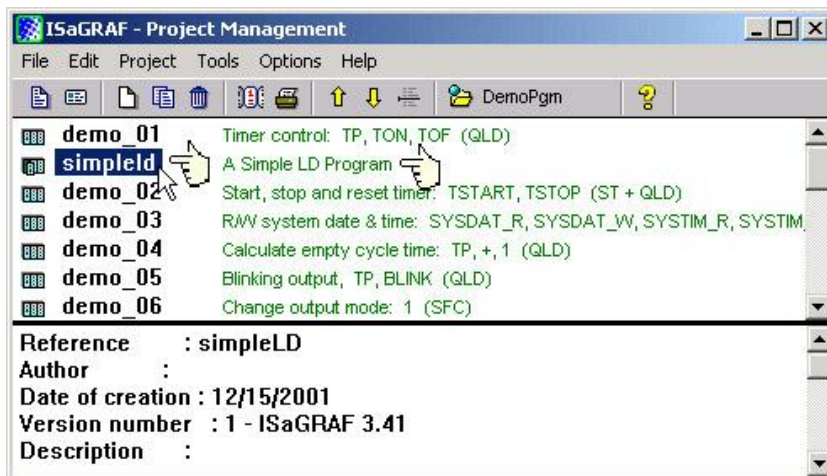 ISaGRAF - Project Management
File Edit Project Tools Options Help
DemoPgm
demo_01 Timer control: TP, TON, TOF (QLD)
simpleld A Simple LD Program
demo_02 Start, stop and reset timer: TSTART, TSTOP (ST + QLD)
demo_03 R/W system date & time: SYSDAT_R, SYSDAT_W, SYSTIM_R, SYSTIM_
demo_04 Calculate empty cycle time: TP, +, 1 (QLD)
demo_05 Blinking output, TP, BLINK (QLD)
demo_06 Change output mode: 1 (SFC)
Reference : simpleLD
Author :
Date of creation : 12/15/2001
Version number : 1 - ISaGRAF 3.41
Description :